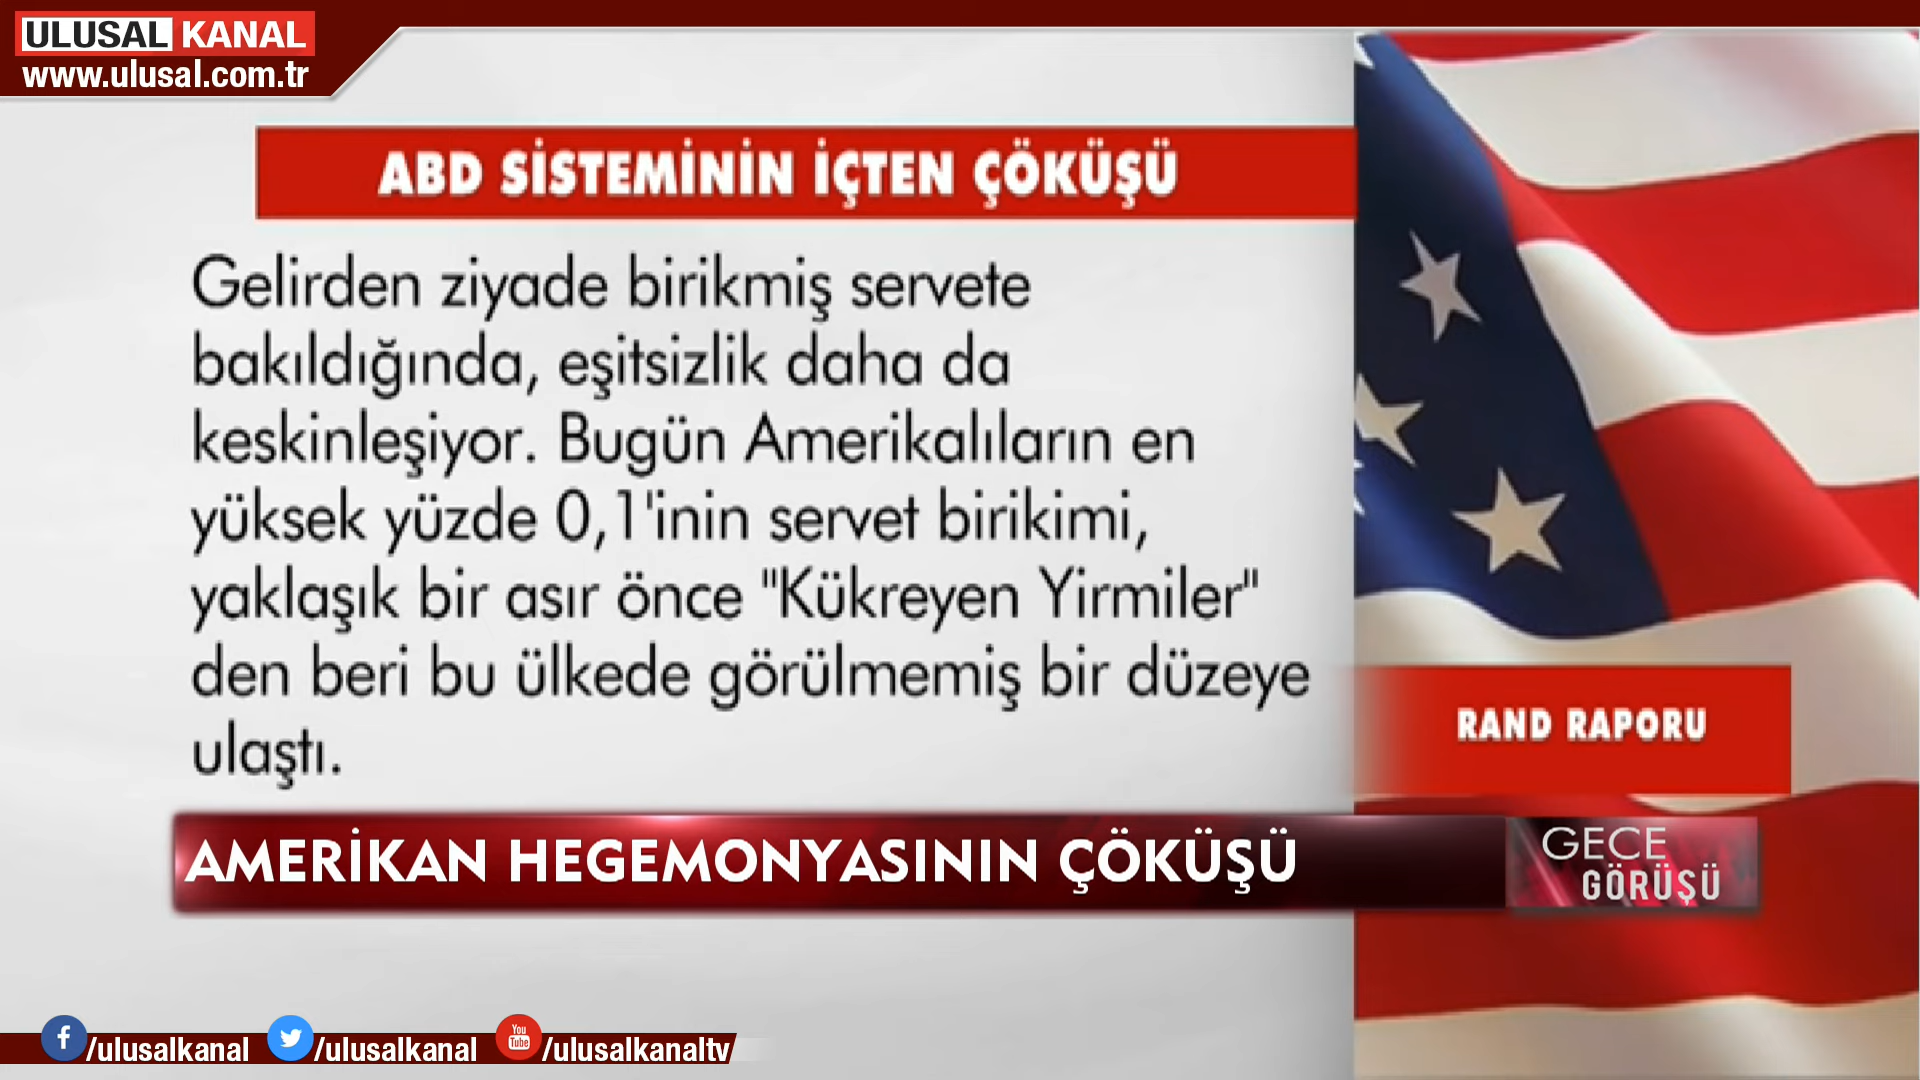 ULUSAL KANAL
www.ulusal.com.tr
ABD SİSTEMİNİN İÇTEN ÇÖKÜŞÜ
Gelirden ziyade birikmiş servete
bakıldığında, eşitsizlik daha da
keskinleşiyor. Bugün Amerikalıların en
yüksek yüzde 0,1'inin servet birikimi,
yaklaşık bir asır önce "Kükreyen Yirmiler"
den beri bu ülkede görülmemiş bir düzeye
ulaştı.
RAND RAPORU
AMERİKAN HEGEMONYASININ ÇÖKÜŞÜ
GECE
GÖRÜŞÜ
/ulusalkanal /ulusalkanal You Tube /ulusalkanaltv